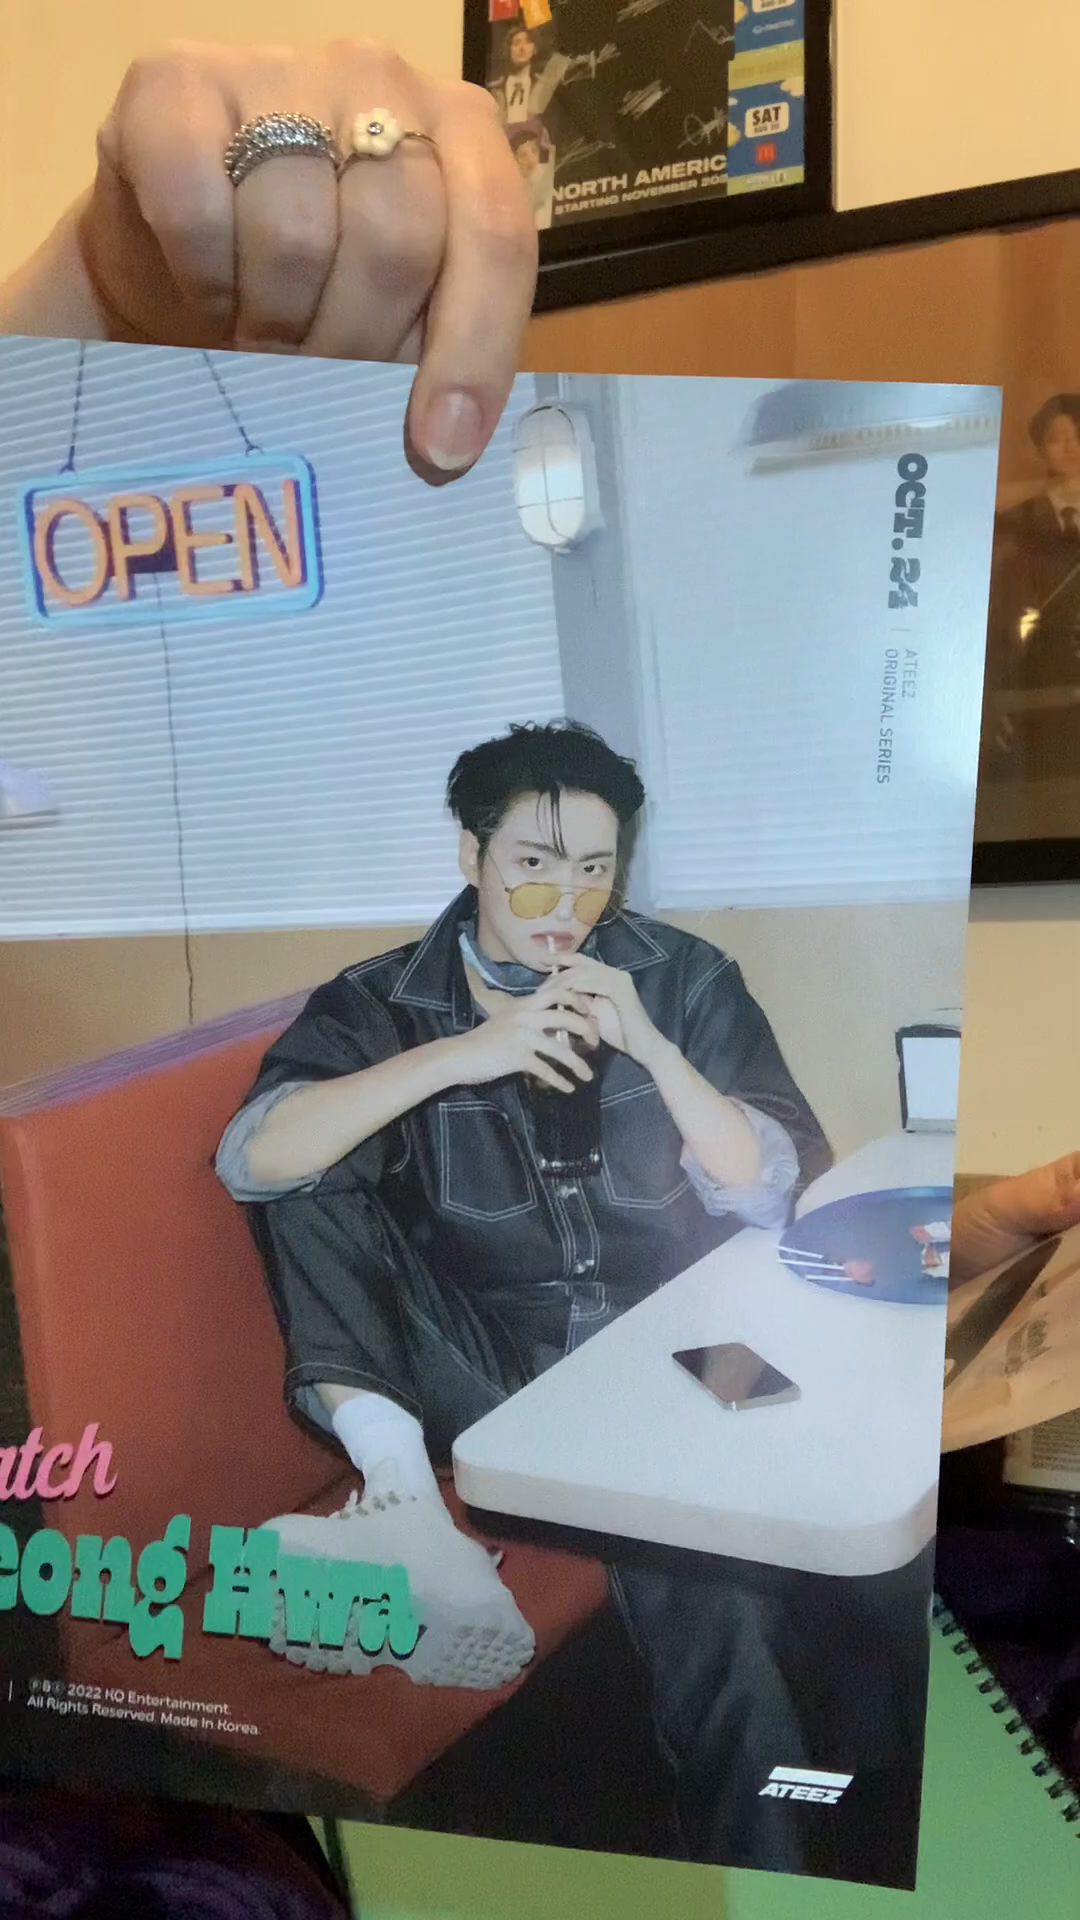 NORTH AMERIC
STARTING NOVEMBER 202
SAT
OPEN
OCT. 24 | ATEEZ
ORIGINAL SERIES
atch
eong Hwa
2022 KQ Entertainment.
All Rights Reserved. Made In Korea.
ATEEZ